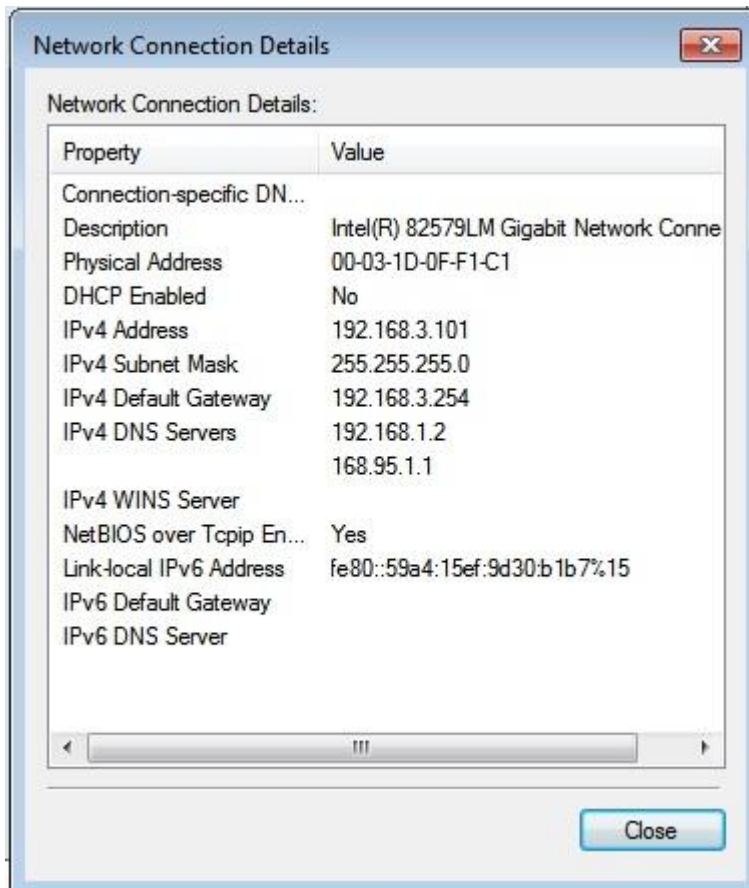 Network Connection Details
Network Connection Details:
Property Value
Connection-specific DN...
Description Intel(R) 82579LM Gigabit Network Conne
Physical Address 00-03-1D-0F-F1-C1
DHCP Enabled No
IPv4 Address 192.168.3.101
IPv4 Subnet Mask 255.255.255.0
IPv4 Default Gateway 192.168.3.254
IPv4 DNS Servers 192.168.1.2
168.95.1.1
IPv4 WINS Server
NetBIOS over Tcpip En... Yes
Link-local IPv6 Address fe80::59a4:15ef:9d30:b1b7%15
IPv6 Default Gateway
IPv6 DNS Server
Close